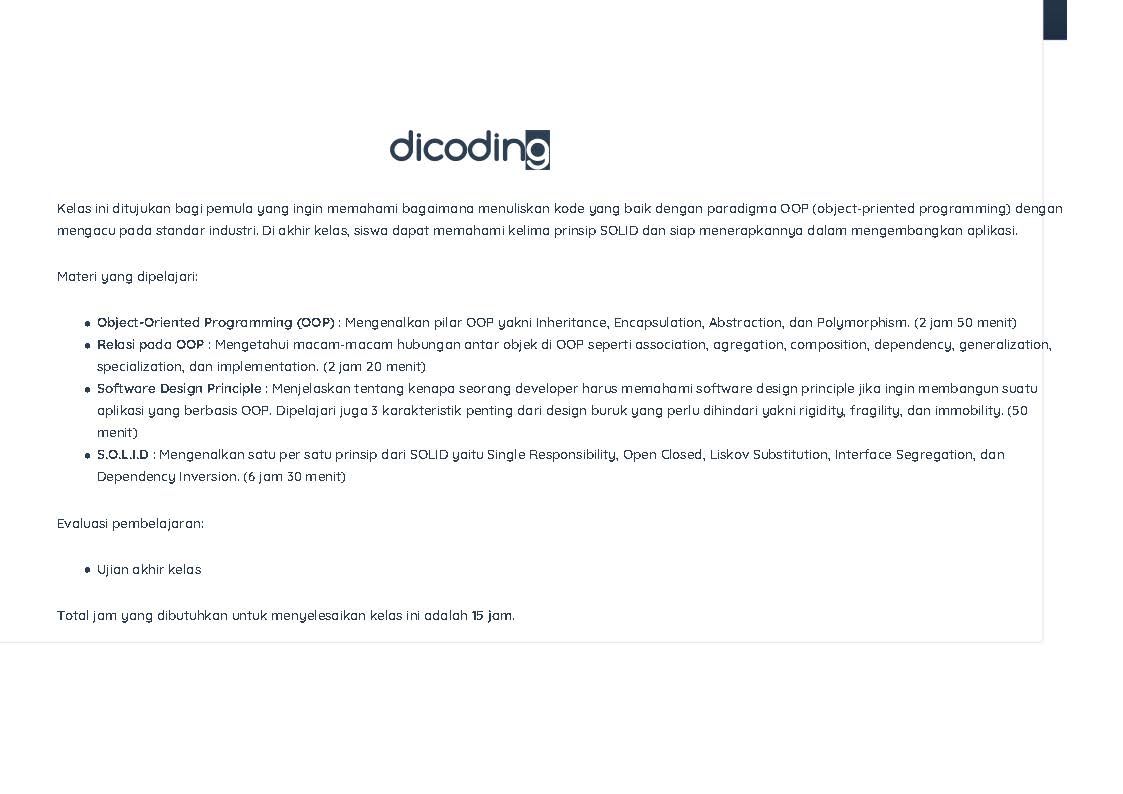 dicoding
Kelas ini ditujukan bagi pemula yang ingin memahami bagaimana menuliskan kode yang baik dengan paradigma OOP (object-priented programming) dengan
mengacu pada standar industri. Di akhir kelas, siswa dapat memahami kelima prinsip SOLID dan siap menerapkannya dalam mengembangkan aplikasi.
Materi yang dipelajari:
• Object-Oriented Programming (OOP) : Mengenalkan pilar OOP yakni Inheritance, Encapsulation, Abstraction, dan Polymorphism. (2 jam 50 menit)
• Relasi pada OOP : Mengetahui macam-macam hubungan antar objek di OOP seperti association, agregation, composition, dependency, generalization,
specialization, dan implementation. (2 jam 20 menit)
• Software Design Principle : Menjelaskan tentang kenapa seorang developer harus memahami software design principle jika ingin membangun suatu
aplikasi yang berbasis OOP. Dipelajari juga 3 karakteristik penting dari design buruk yang perlu dihindari yakni rigidity, fragility, dan immobility. (50
menit)
• S.O.L.I.D : Mengenalkan satu per satu prinsip dari SOLID yaitu Single Responsibility, Open Closed, Liskov Substitution, Interface Segregation, dan
Dependency Inversion. (6 jam 30 menit)
Evaluasi pembelajaran:
• Ujian akhir kelas
Total jam yang dibutuhkan untuk menyelesaikan kelas ini adalah 15 jam.